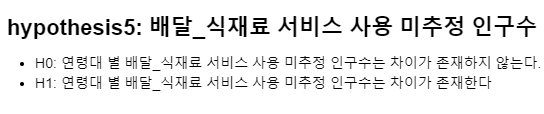 hypothesis5: 배달_식재료 서비스 사용 미추정 인구수
• H0: 연령대 별 배달_식재료 서비스 사용 미추정 인구수는 차이가 존재하지 않는다.
• H1: 연령대 별 배달_식재료 서비스 사용 미추정 인구수는 차이가 존재한다